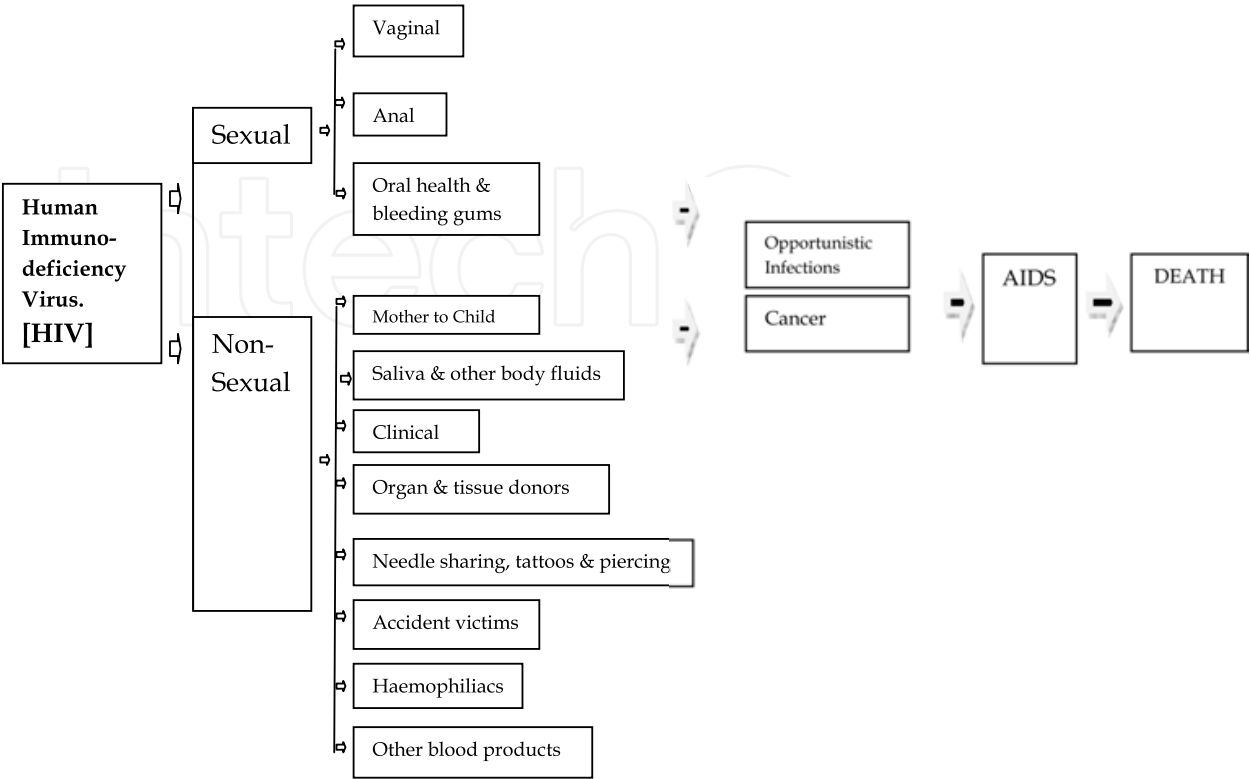 Human
Immuno-
deficiency
Virus.
[HIV]
Sexual
Non-
Sexual
Vaginal
Anal
Oral health &
bleeding gums
Mother to Child
Saliva & other body fluids
Clinical
Organ & tissue donors
Needle sharing, tattoos & piercing
Accident victims
Haemophiliacs
Other blood products
Opportunistic
Infections
Cancer
AIDS
DEATH